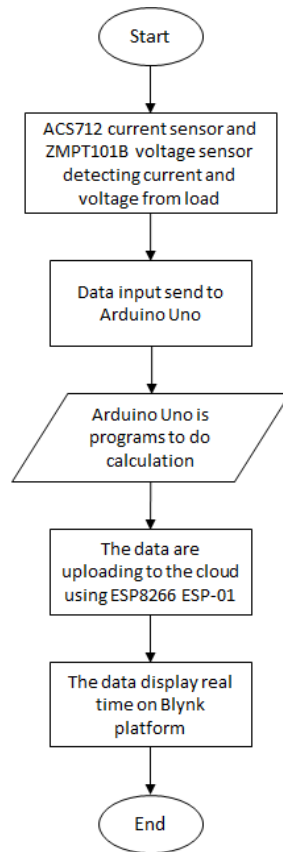 Start
ACS712 current sensor and
ZMPT101B voltage sensor
detecting current and
voltage from load
Data input send to
Arduino Uno
Arduino Uno is
programs to do
calculation
The data are
uploading to the cloud
using ESP8266 ESP-01
The data display real
time on Blynk
platform
End